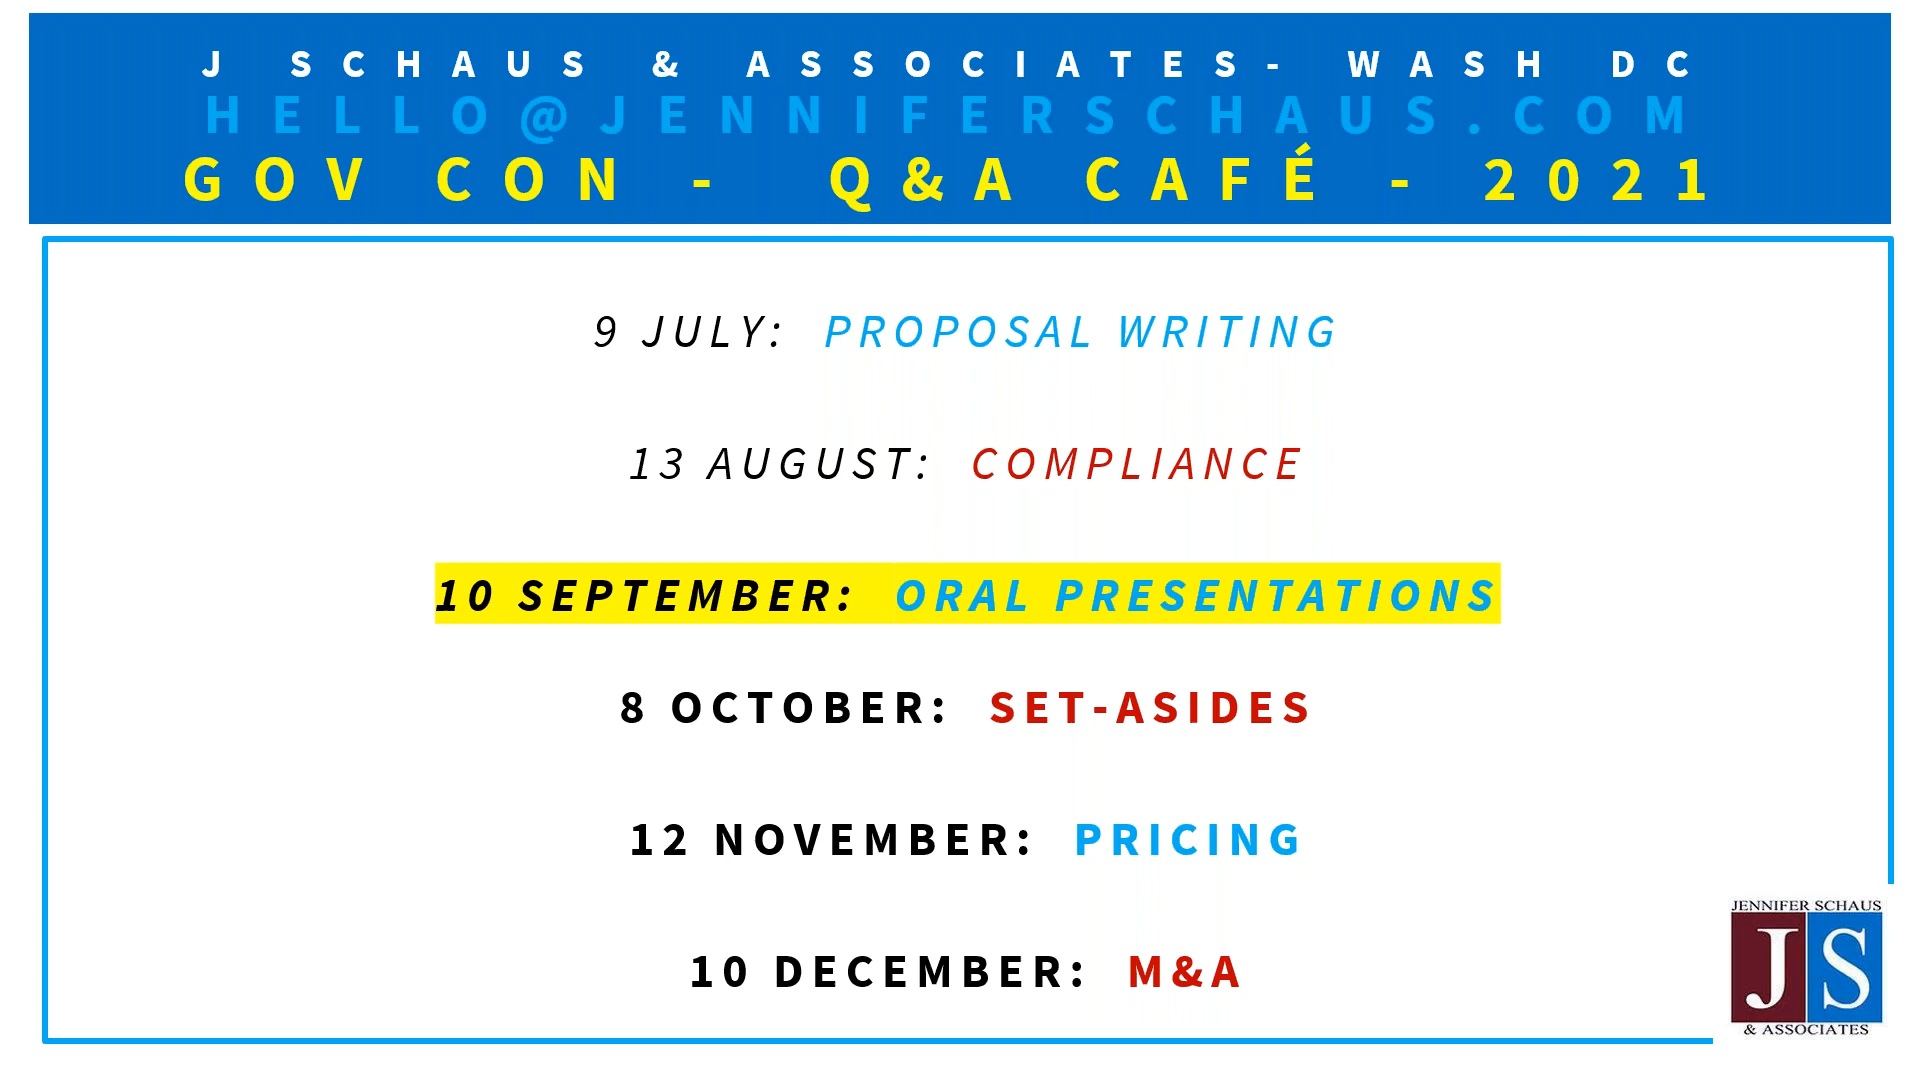 J SCHAUS & ASSOCIATES- WASH DC
HELLO@JENNIFERSCHAUS.COM
GOV CON - Q&A CAFÉ - 2021
9 JULY: PROPOSAL WRITING
13 AUGUST: COMPLIANCE
10 SEPTEMBER: ORAL PRESENTATIONS
8 OCTOBER: SET-ASIDES
12 NOVEMBER: PRICING
10 DECEMBER: M&A
JENNIFER SCHAUS
JS
& ASSOCIATES